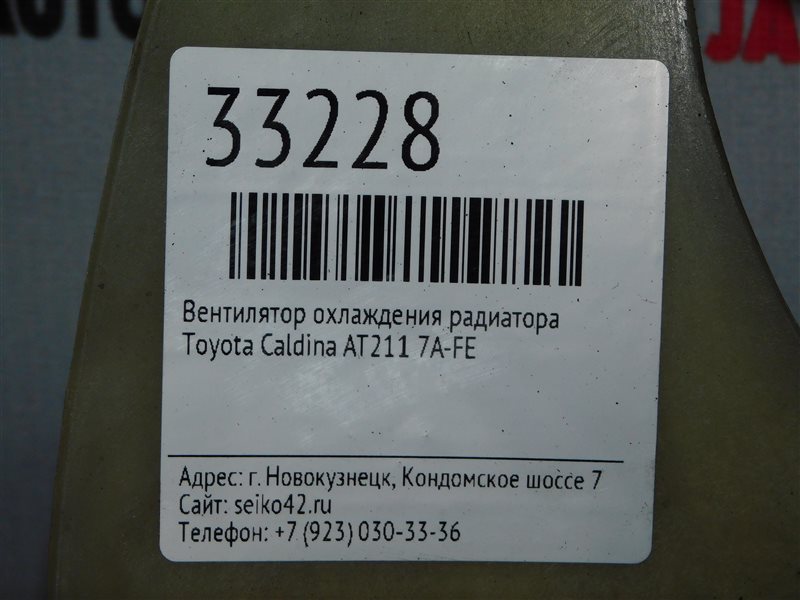 33228
Вентилятор охлаждения радиатора
Toyota Caldina AT211 7A-FE
Адрес: г. Новокузнецк, Кондомское шоссе 7
Сайт: seiko42.ru
Телефон: +7 (923) 030-33-36